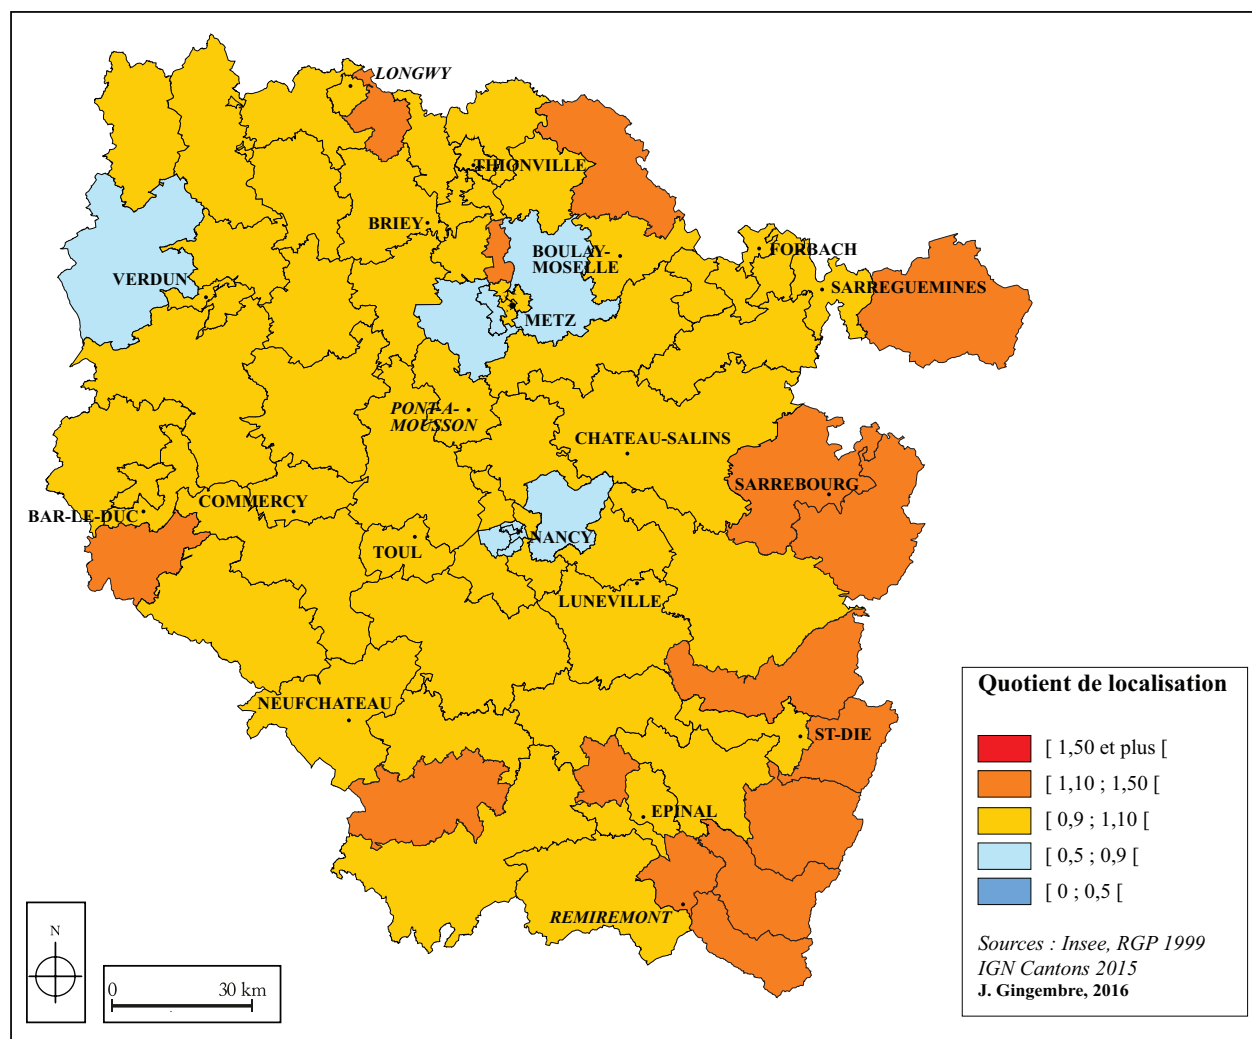 LONGWY
THIONVILLE
BRIEY
BOULAY-
MOSELLE
FORBACH
VERDUN
SARREGUEMINES
METZ
PONT-A-
MOUSSON
CHATEAU-SALINS
SARREBOURG
COMMERCY
BAR-LE-DUC
NANCY
TOUL
LUNEVILLE
NEUFCHATEAU
ST-DIE
EPINAL
REMIREMONT
Quotient de localisation
[ 1,50 et plus [
[ 1,10 ; 1,50 [
[ 0,9 ; 1,10 [
[ 0,5 ; 0,9 [
[ 0 ; 0,5 [
Sources : Insee, RGP 1999
IGN Cantons 2015
J. Gingembre, 2016
N
0 30 km